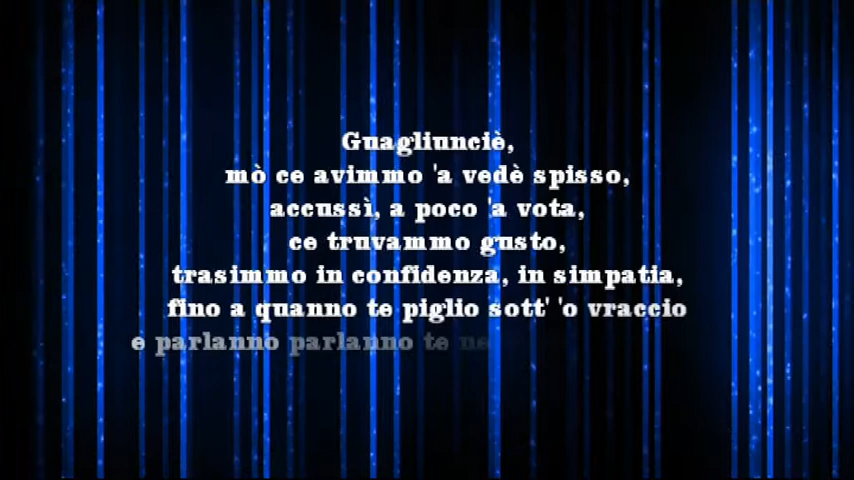 Guagliunciè,
mò ce avimmo 'a vedè spisso,
accussì, a poco 'a vota,
ce truvammo gusto,
trasimmo in confidenza, in simpatia,
fino a quanno te piglio sott' 'o vraccio
e parlanno parlanno te ne